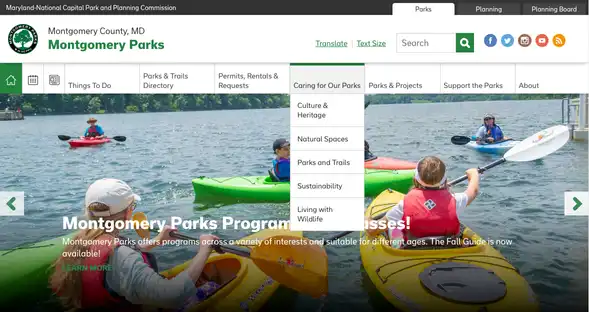 Maryland-National Capital Park and Planning Commission
Parks
Planning
Planning Board
Montgomery County, MD
Montgomery Parks
Translate
Text Size
Search
Things To Do
Parks & Trails
Directory
Permits, Rentals &
Requests
Caring for Our Parks
Parks & Projects
Support the Parks
About
Culture &
Heritage
Natural Spaces
Parks and Trails
Sustainability
Living with
Wildlife
Montgomery Parks Progra asses!
Montgomery Parks offers programs across a variety of interests and suitable for different ages. The Fall Guide is now
available!
LEARN MORE